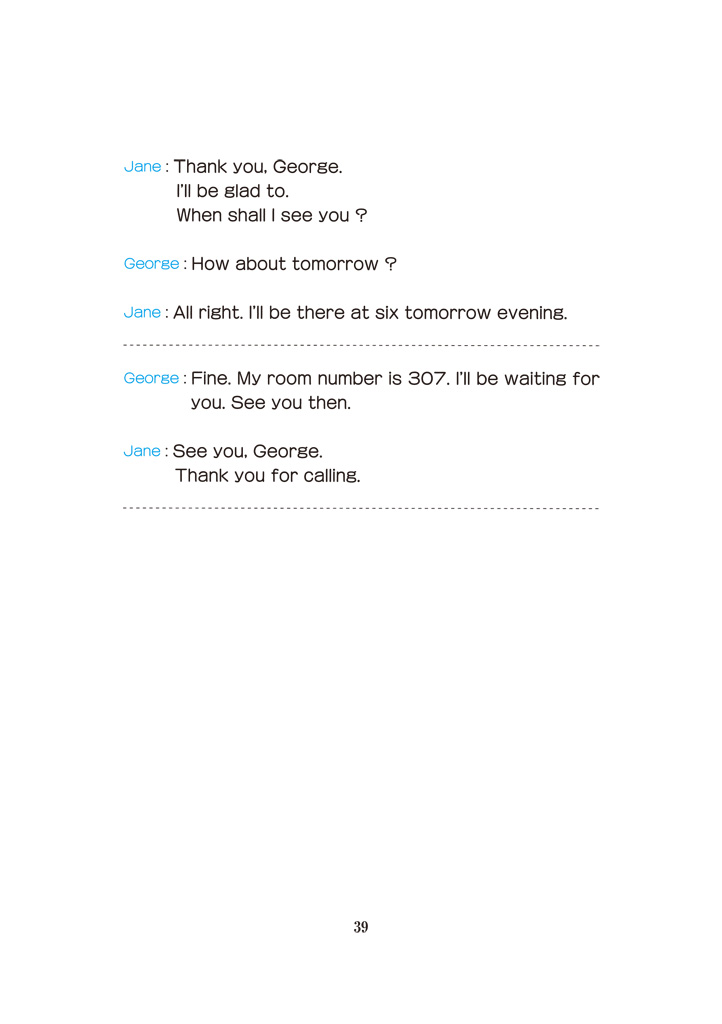 Jane : Thank you, George.
I'll be glad to.
When shall I see you ?
George : How about tomorrow ?
Jane : All right. I'll be there at six tomorrow evening.
George : Fine. My room number is 307. I'll be waiting for
you. See you then.
Jane : See you, George.
Thank you for calling.
39